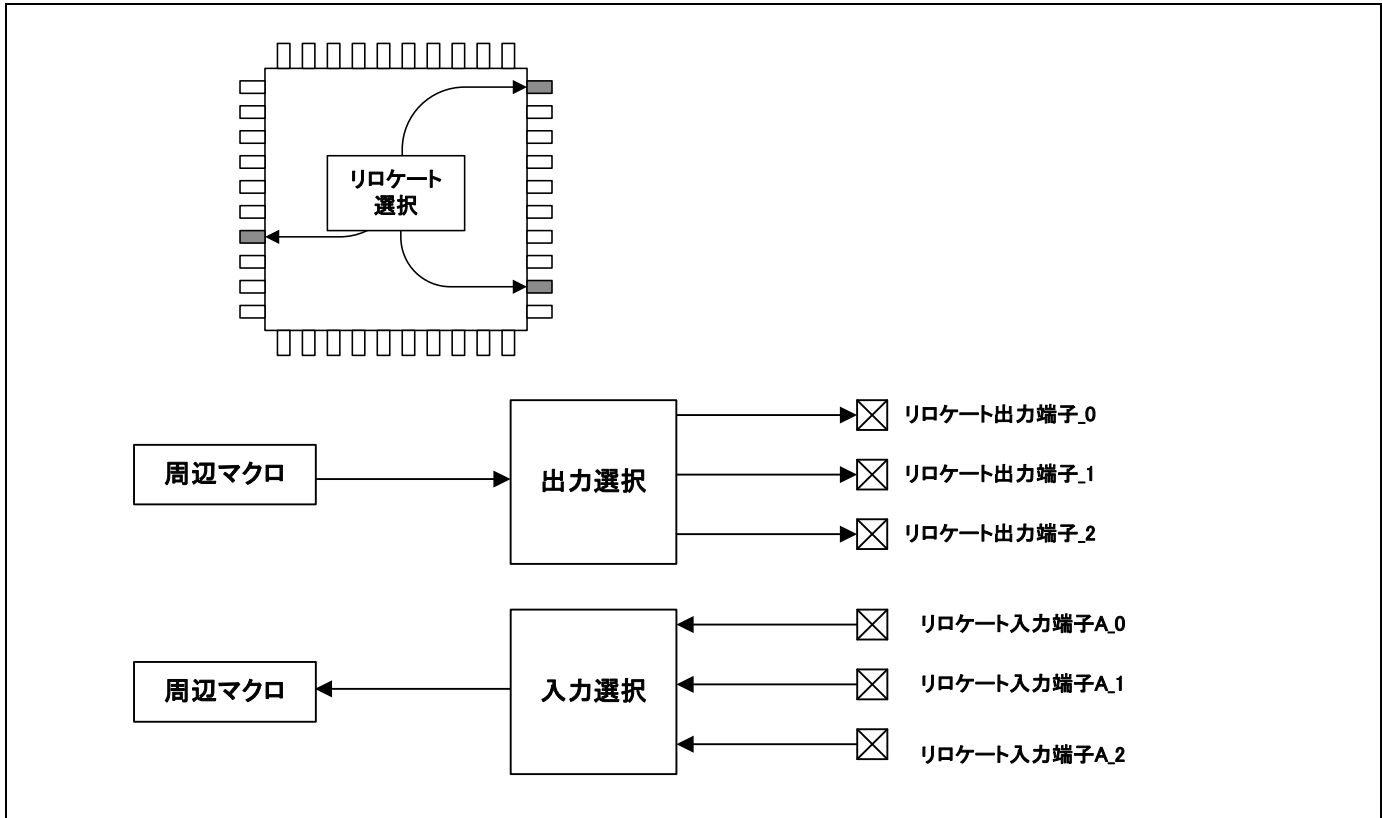 リロケート
選択
周辺マクロ
出力選択
リロケート出力端子_0
リロケート出力端子_1
リロケート出力端子_2
周辺マクロ
入力選択
リロケート入力端子A_0
リロケート入力端子A_1
リロケート入力端子A_2